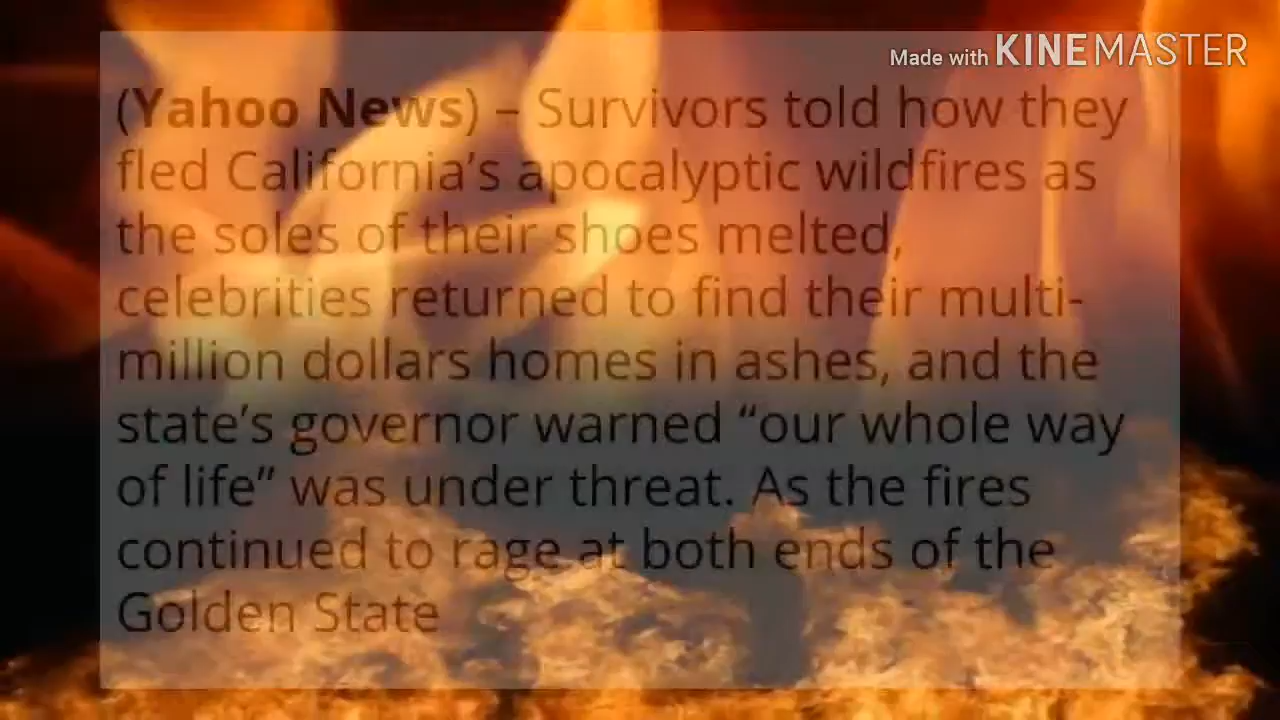 Made with KINEMASTER
(Yahoo News) – Survivors told how they
fled California’s apocalyptic wildfires as
the soles of their shoes melted,
celebrities returned to find their multi-
million dollars homes in ashes, and the
state’s governor warned “our whole way
of life” was under threat. As the fires
continued to rage at both ends of the
Golden State